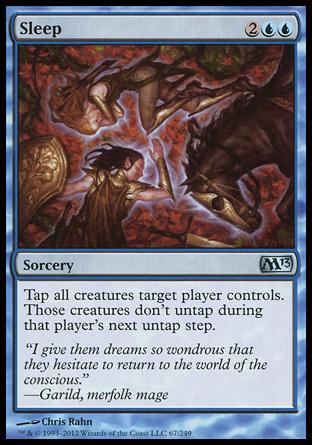 Sleep 2
Sorcery M13
Tap all creatures target player controls.
Those creatures don't untap during
that player's next untap step.
"I give them dreams so wondrous that
they hesitate to return to the world of the
conscious."
—Garild, merfolk mage
Chris Rahn
™ & © 1993–2012 Wizards of the Coast LLC 67/249